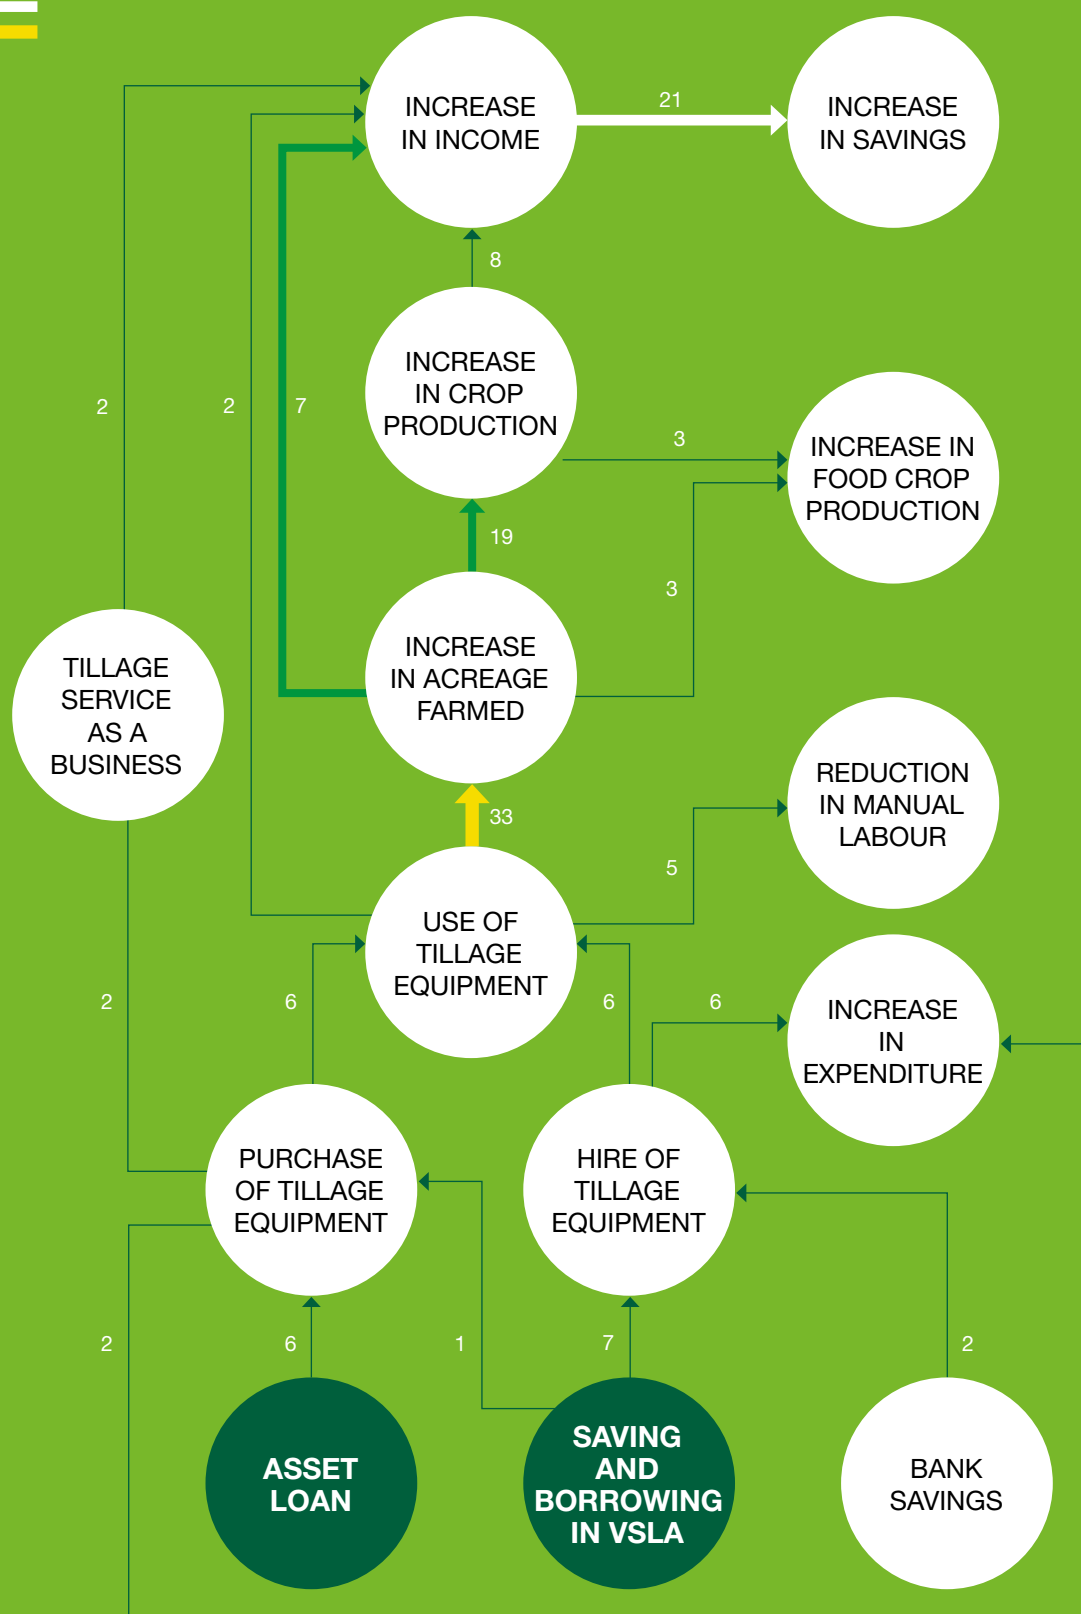 INCREASE
IN INCOME
21
INCREASE
IN SAVINGS
8
INCREASE
IN CROP
PRODUCTION
2
2
7
3
INCREASE IN
FOOD CROP
PRODUCTION
19
3
INCREASE
IN ACREAGE
FARMED
TILLAGE
SERVICE
AS A
BUSINESS
33
REDUCTION
IN MANUAL
LABOUR
5
USE OF
TILLAGE
EQUIPMENT
2
6
6
6
INCREASE
IN
EXPENDITURE
PURCHASE
OF TILLAGE
EQUIPMENT
HIRE OF
TILLAGE
EQUIPMENT
2
6
1
7
2
ASSET
LOAN
SAVING
AND
BORROWING
IN VSLA
BANK
SAVINGS